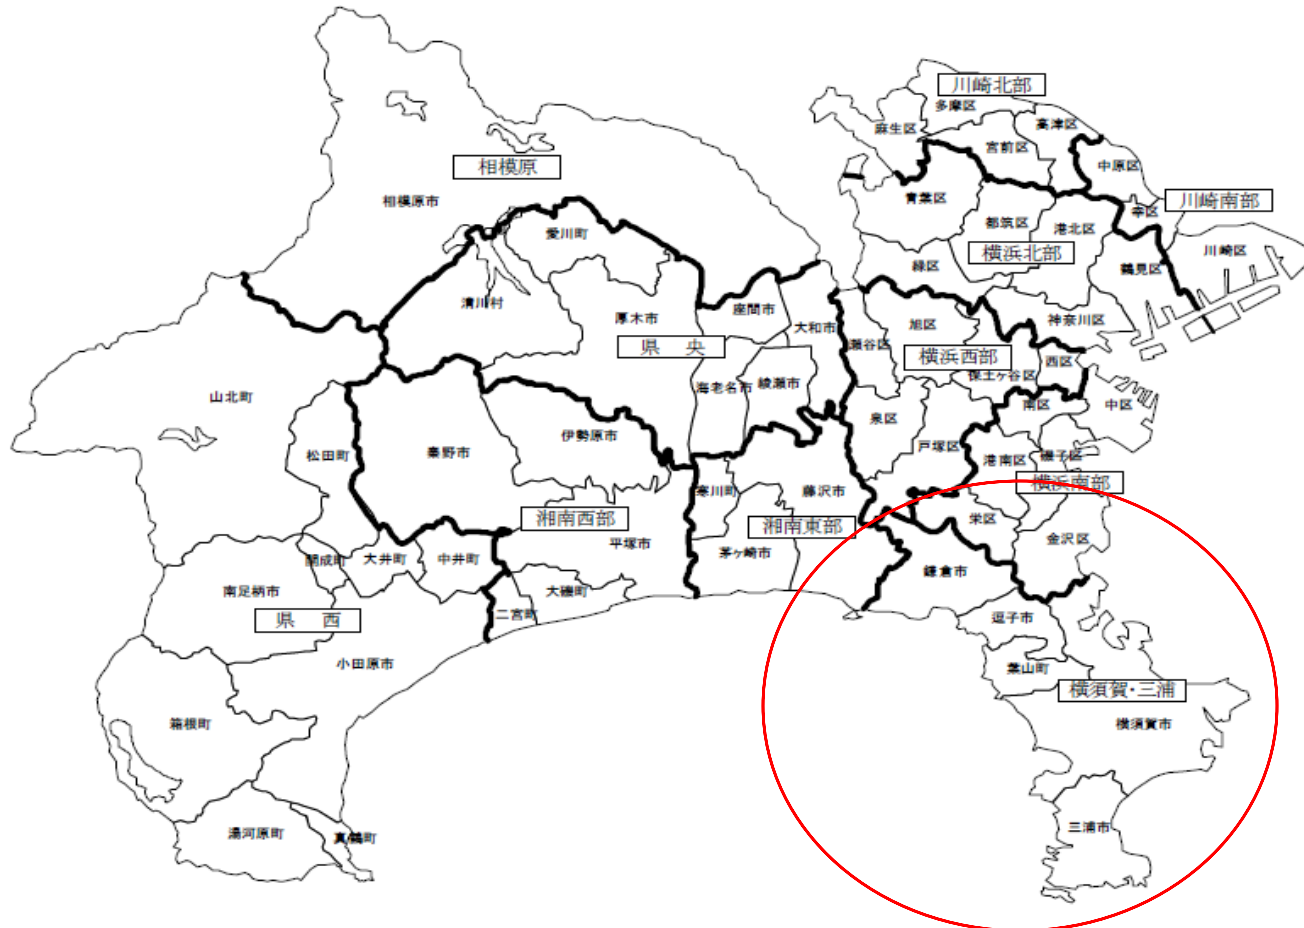 川崎北部
多摩区
高津区
麻生区
宮前区
中原区
相模原
相模原市
青葉区
幸区
川崎南部
都筑区
港北区
愛川町
横浜北部
川崎区
緑区
鶴見区
清川村
厚木市
座間市
大和市
旭区
神奈川区
瀬谷区
県 央
横浜西部
西区
保土ヶ谷区
海老名市
綾瀬市
山北町
南区
中区
泉区
伊勢原市
戸塚区
松田町
秦野市
港南区
磯子区
横浜南部
寒川町
藤沢市
湘南西部
湘南東部
栄区
平塚市
金沢区
茅ヶ崎市
開成町
大井町
中井町
鎌倉市
南足柄市
大磯町
県 西
二宮町
逗子市
小田原市
葉山町
横須賀・三浦
箱根町
横須賀市
湯河原町
真鶴町
三浦市